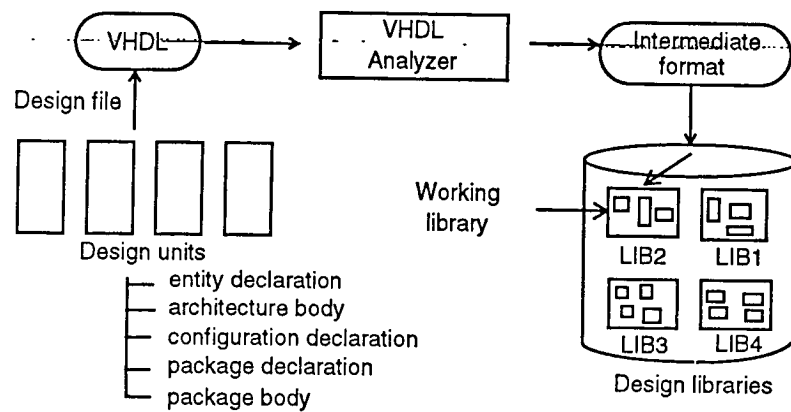 VHDL
VHDL
Analyzer
Intermediate
format
Design file
Design units
entity declaration
architecture body
configuration declaration
package declaration
package body
Working
library
LIB2
LIB1
LIB3
LIB4
Design libraries